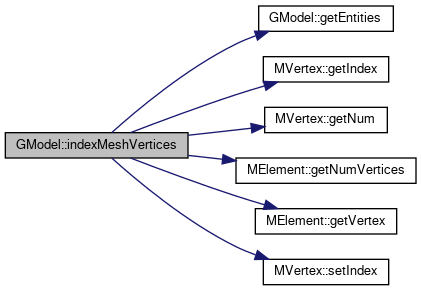 GModel::getEntities
MVertex::getIndex
MVertex::getNum
GModel::indexMeshVertices
MElement::getNumVertices
MElement::getVertex
MVertex::setIndex